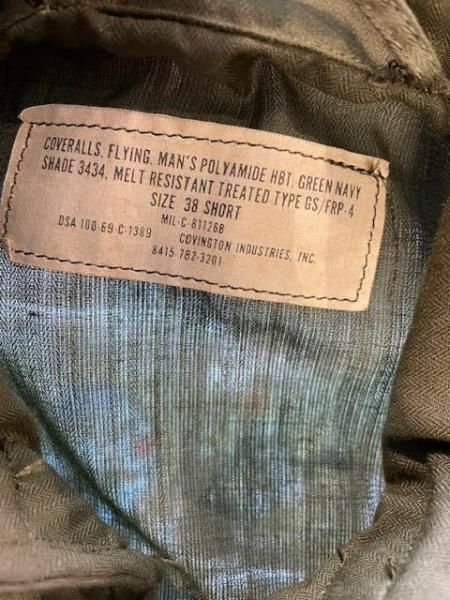 COVERALLS, FLYING, MAN'S POLYAMIDE HBT, GREEN NAVY
SHADE 3434, MELT RESISTANT TREATED TYPE GS/FRP-4
SIZE 38 SHORT
MIL-C-81126B
DSA 100-69-C-1389 COVINGTON INDUSTRIES, INC.
8415-782-3201